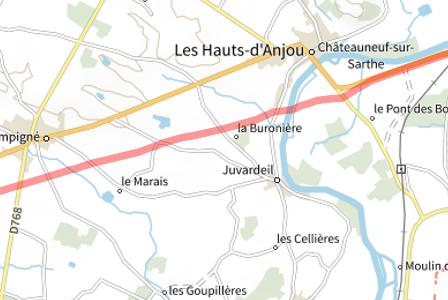 Les Hauts-d'Anjou
Châteauneuf-sur-
Sarthe
le Pont des Bo
la Buronière
mpigné
Juvardeil
le Marais
D768
les Cellières
Moulin d
les Goupillères